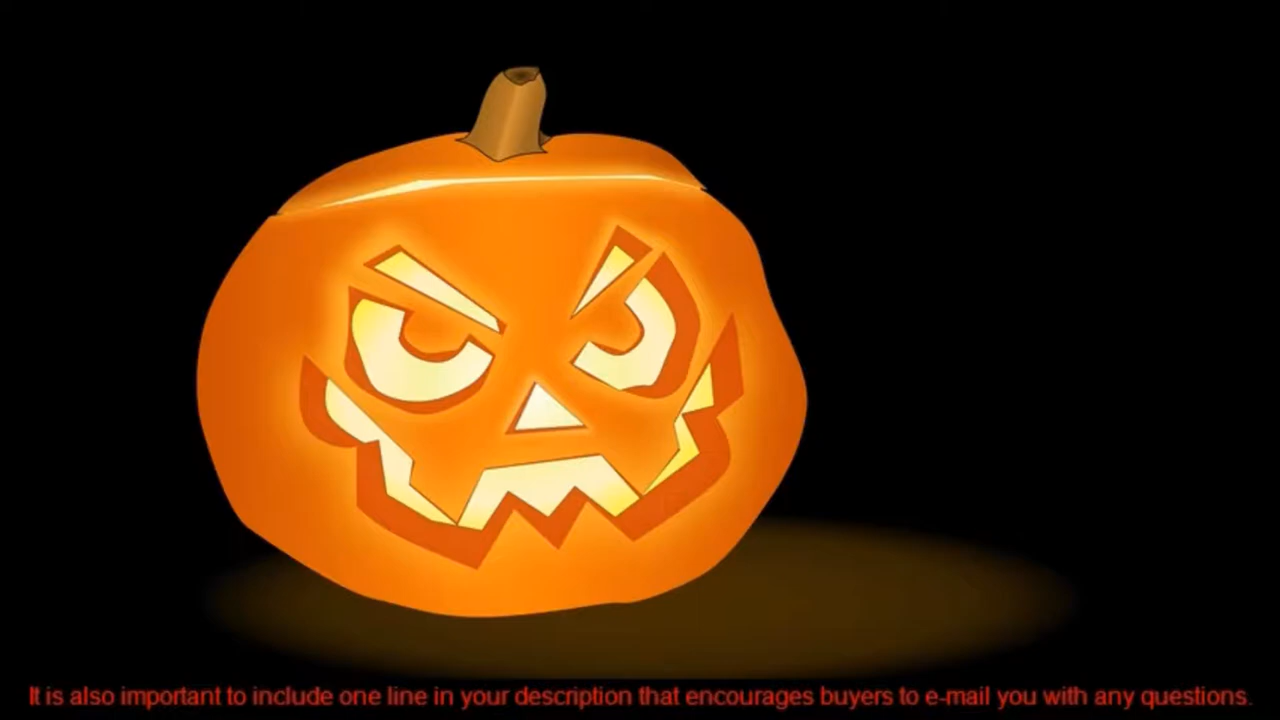 It is also important to include one line in your description that encourages buyers to e-mail you with any questions.